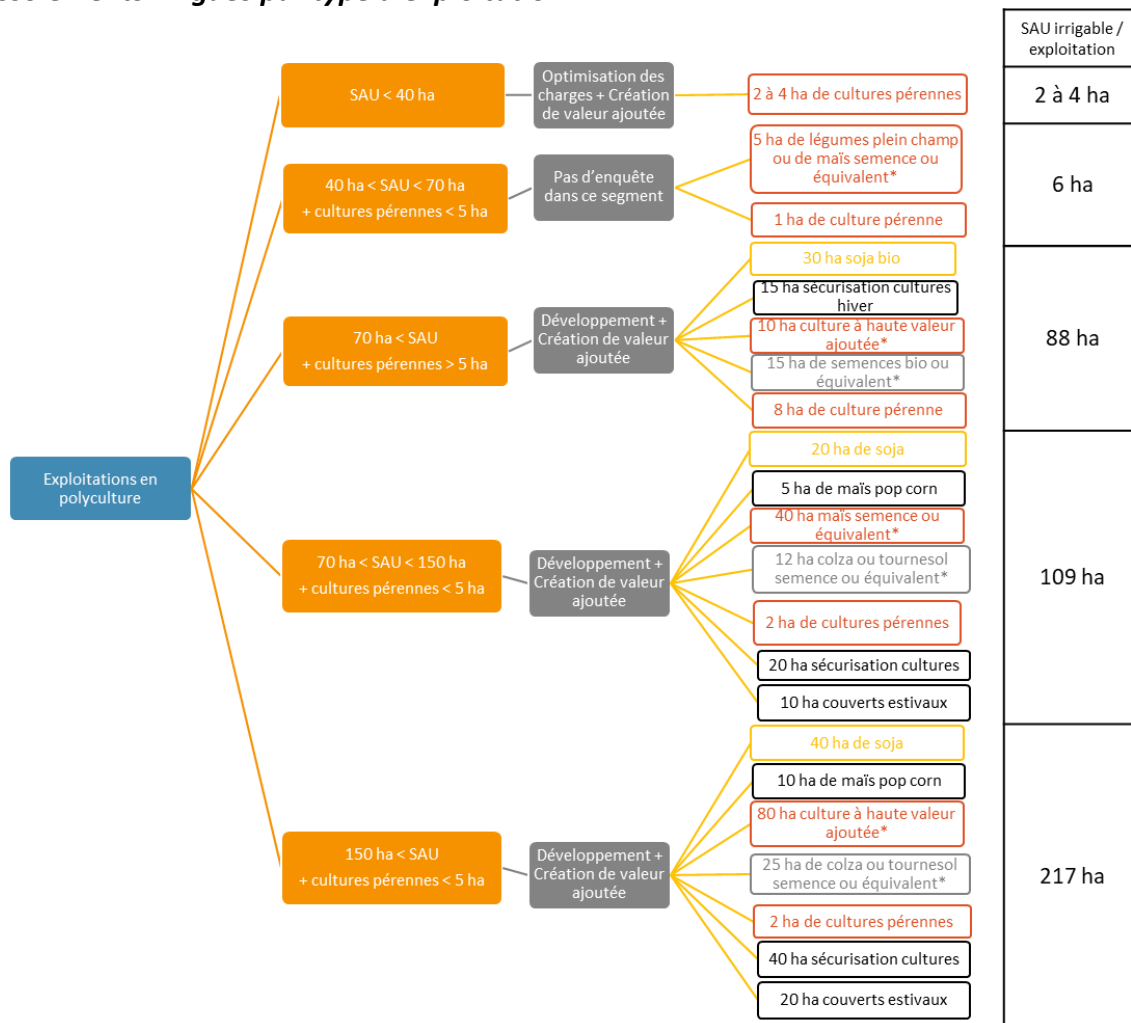 SAU irrigable /
exploitation
SAU < 40 ha
Optimisation des
charges + Création
de valeur ajoutée
2 à 4 ha de cultures pérennes
2 à 4 ha
40 ha < SAU < 70 ha
+ cultures pérennes < 5 ha
Pas d'enquête
dans ce segment
5 ha de légumes plein champ
ou de maïs semence ou
équivalent*
1 ha de culture pérenne
6 ha
70 ha < SAU
+ cultures pérennes > 5 ha
Développement +
Création de valeur
ajoutée
30 ha soja bio
15 ha sécurisation cultures
hiver
10 ha culture à haute valeur
ajoutée*
15 ha de semences bio ou
équivalent*
8 ha de culture pérenne
88 ha
Exploitations en
polyculture
70 ha < SAU < 150 ha
+ cultures pérennes < 5 ha
Développement +
Création de valeur
ajoutée
20 ha de soja
5 ha de maïs pop corn
40 ha maïs semence ou
équivalent*
12 ha colza ou tournesol
semence ou équivalent*
2 ha de cultures pérennes
20 ha sécurisation cultures
10 ha couverts estivaux
109 ha
150 ha < SAU
+ cultures pérennes < 5 ha
Développement +
Création de valeur
ajoutée
40 ha de soja
10 ha de maïs pop corn
80 ha culture à haute valeur
ajoutée*
25 ha de colza ou tournesol
semence ou équivalent*
2 ha de cultures pérennes
40 ha sécurisation cultures
20 ha couverts estivaux
217 ha